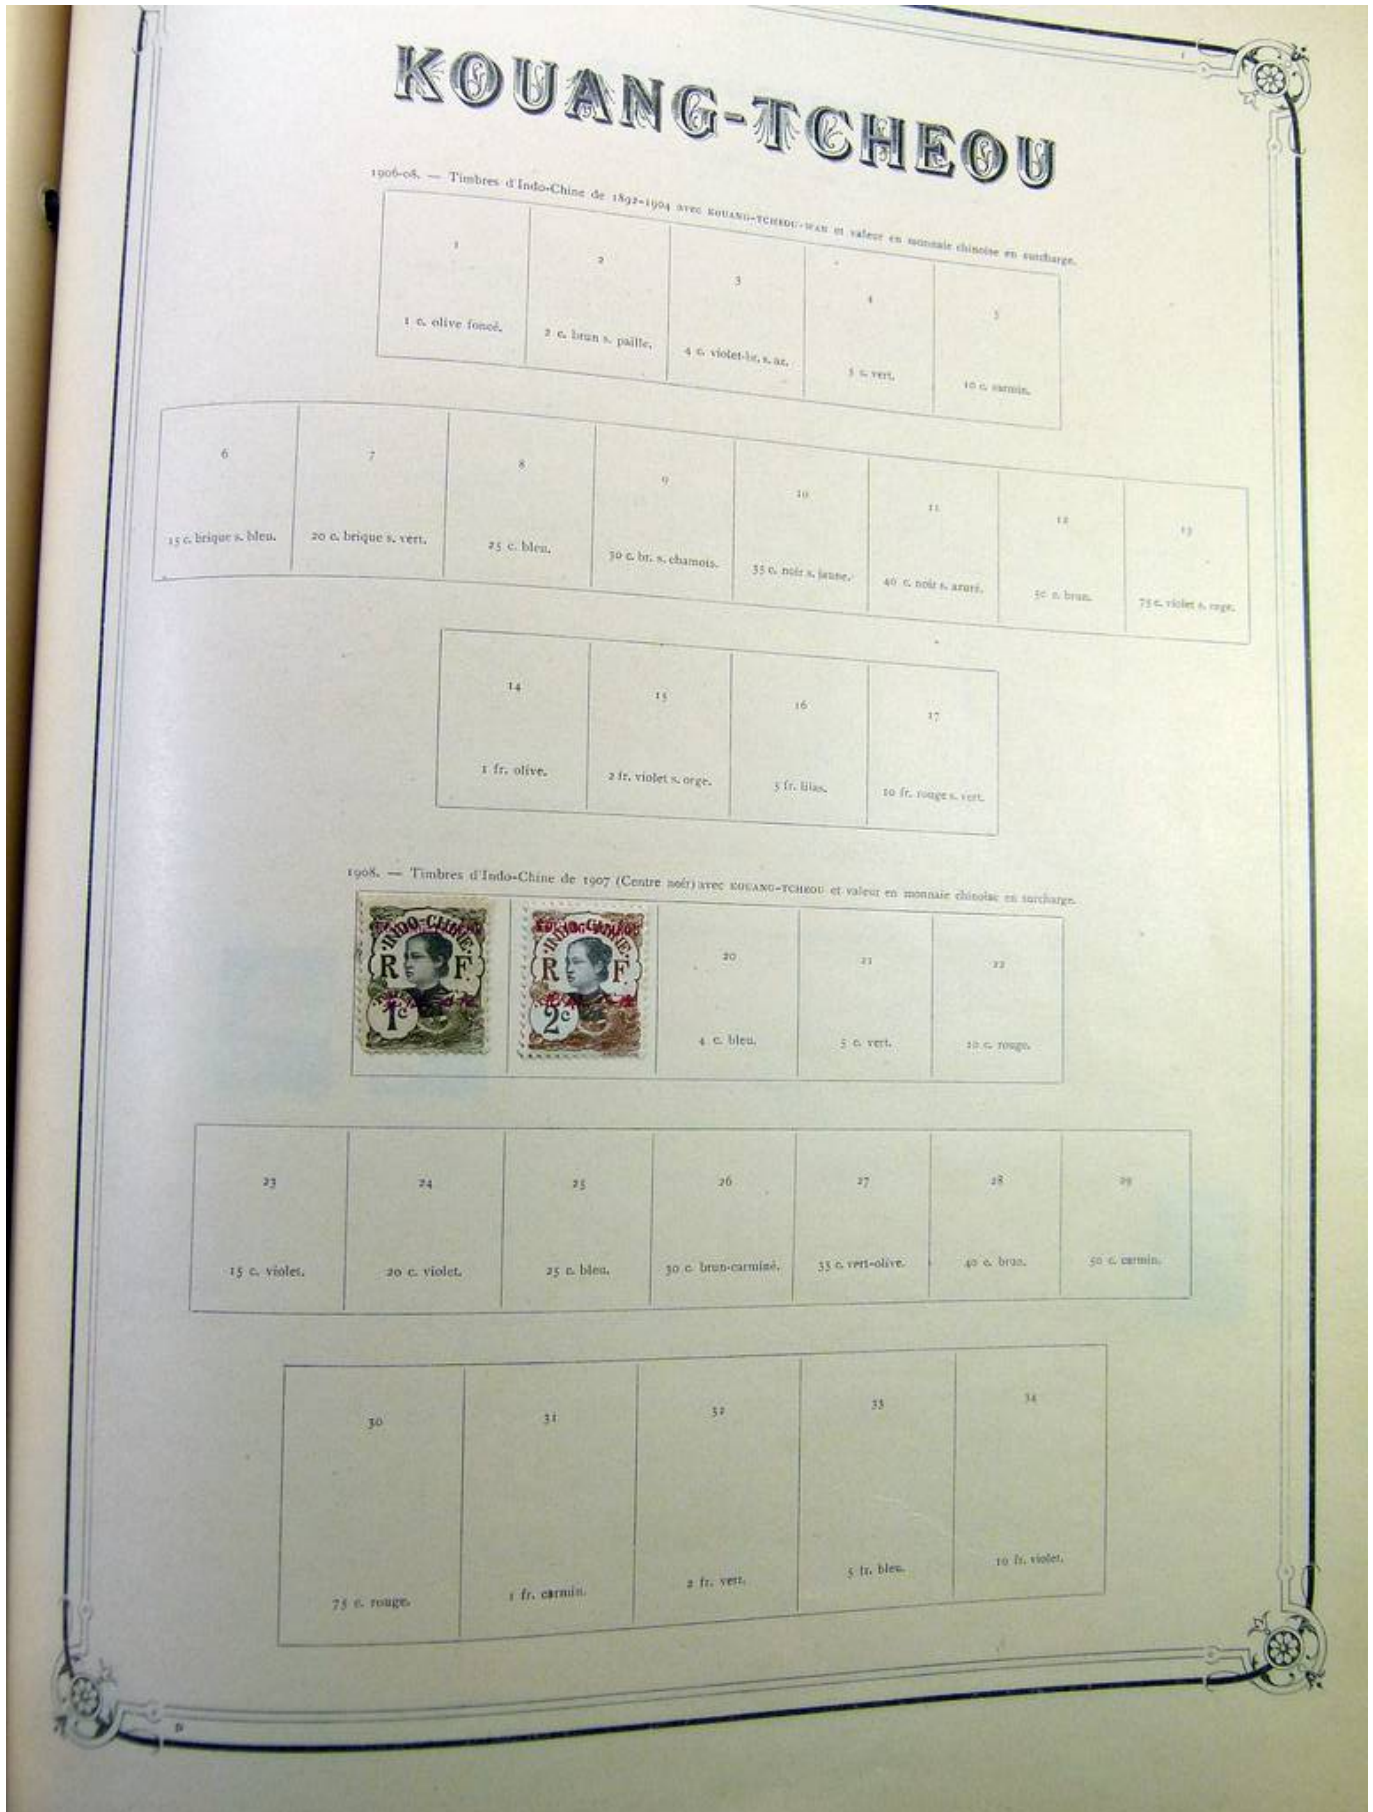 KOUANG-TCHEOU
1906-08. — Timbres d'Indo-Chine de 1892-1904 avec KOUANG-TCHEOU-WAN et valeur en monnaie chinoise en surcharge.
1 2 3 4 5
1 c. olive foncé. 2 c. brun s. paille. 4 c. violet-br. s. az. 5 c. vert. 10 c. carmin.
6 7 8 9 10 11 12 13
15 c. brique s. bleu. 20 c. brique s. vert. 25 c. bleu. 30 c. br. s. chamois. 35 c. noir s. jaune. 40 c. noir s. azuré. 50 c. brun. 75 c. violet s. orge.
14 15 16 17
1 fr. olive. 2 fr. violet s. orge. 5 fr. lilas. 10 fr. rouge s. vert.
1908. — Timbres d'Indo-Chine de 1907 (Centre noir) avec KOUANG-TCHEOU et valeur en monnaie chinoise en surcharge.
INDO-CHINE
R F
1c
INDO-CHINE
R F
2c
20 21 22
4 c. bleu. 5 c. vert. 10 c. rouge.
23 24 25 26 27 28 29
15 c. violet. 20 c. violet. 25 c. bleu. 30 c. brun-carminé. 35 c. vert-olive. 40 c. brun. 50 c. carmin.
30 31 32 33 34
75 c. rouge. 1 fr. carmin. 2 fr. vert. 5 fr. bleu. 10 fr. violet.